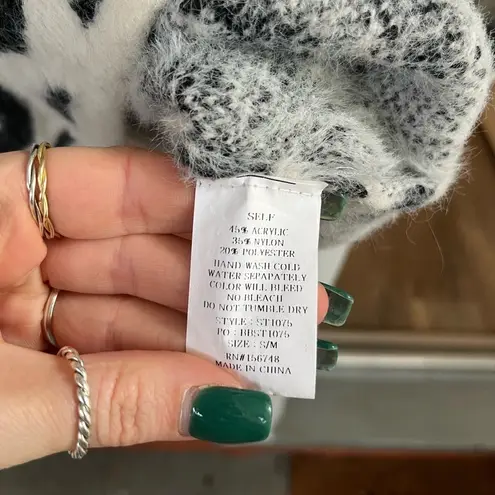 SELF
45% ACRYLIC
35% NYLON
20% POLYESTER
HAND WASH COLD
WATER SEPAPATELY
COLOR WILL BLEED
NO BLEACH
DO NOT TUMBLE DRY
STYLE : ST1075
PO : BBST1075
SIZE : S/M
RN#156748
MADE IN CHINA